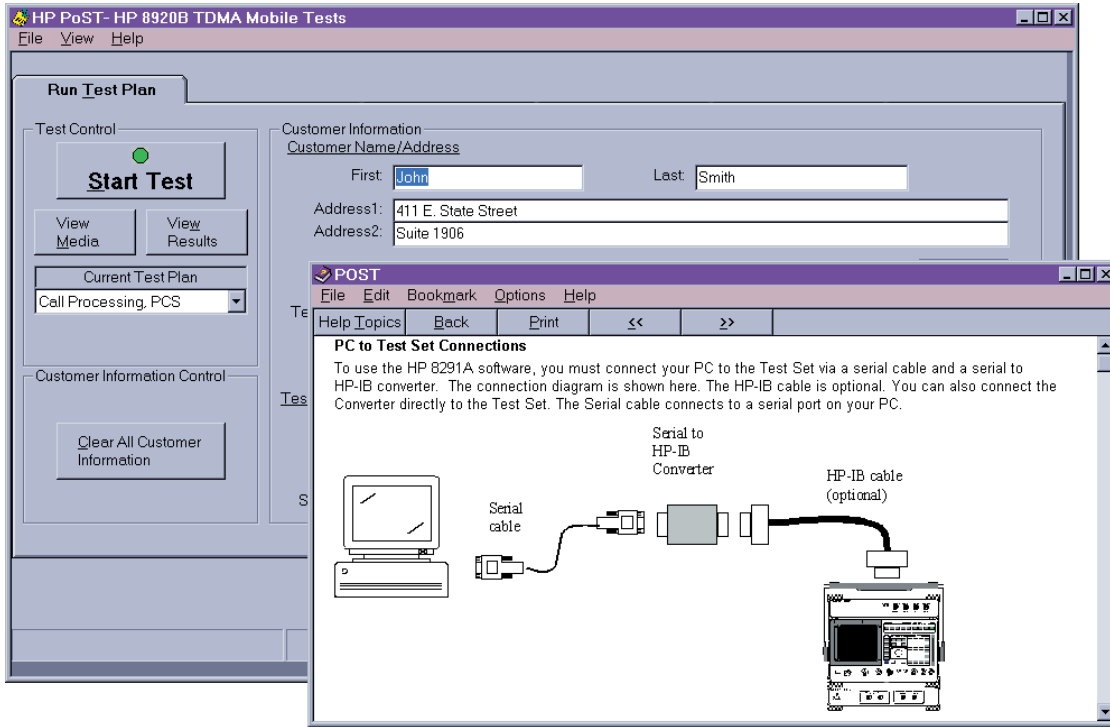 HP PoST- HP 8920B TDMA Mobile Tests
File View Help
Run Test Plan
Test Control
Start Test
View Media
View Results
Current Test Plan
Call Processing, PCS
Customer Information Control
Clear All Customer Information
Customer Information
Customer Name/Address
First: John
Last: Smith
Address1: 411 E. State Street
Address2: Suite 1906
Te
Tes
S
POST
File Edit Bookmark Options Help
Help Topics Back Print << >>
PC to Test Set Connections
To use the HP 8291A software, you must connect your PC to the Test Set via a serial cable and a serial to
HP-IB converter. The connection diagram is shown here. The HP-IB cable is optional. You can also connect the
Converter directly to the Test Set. The Serial cable connects to a serial port on your PC.
Serial to
HP-IB
Converter
HP-IB cable
(optional)
Serial
cable